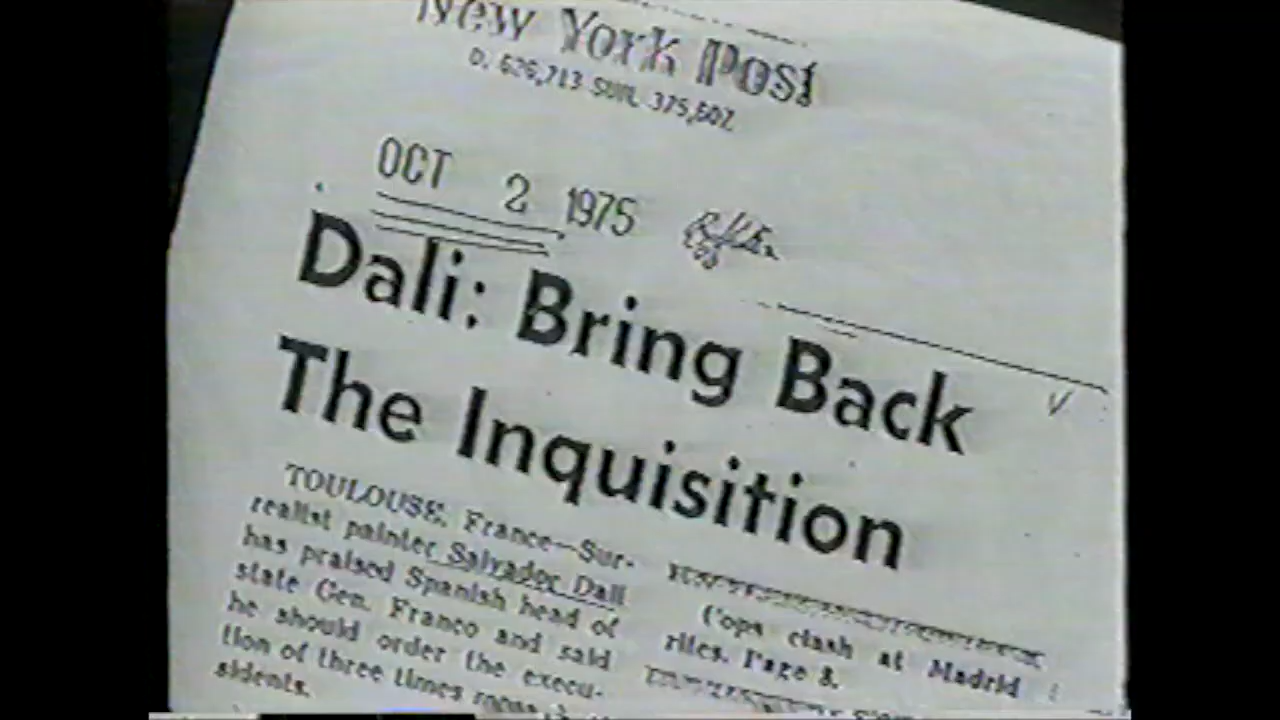 New York Post
D. 626,713 SUN. 375,602
OCT 2 1975
Dali: Bring Back
The Inquisition
TOULOUSE, France—Sur-
realist painter Salvador Dali
has praised Spanish head of
state Gen. Franco and said
he should order the execu-
tion of three times more
sidents.
Cops clash at Madrid
rites. Page 8.